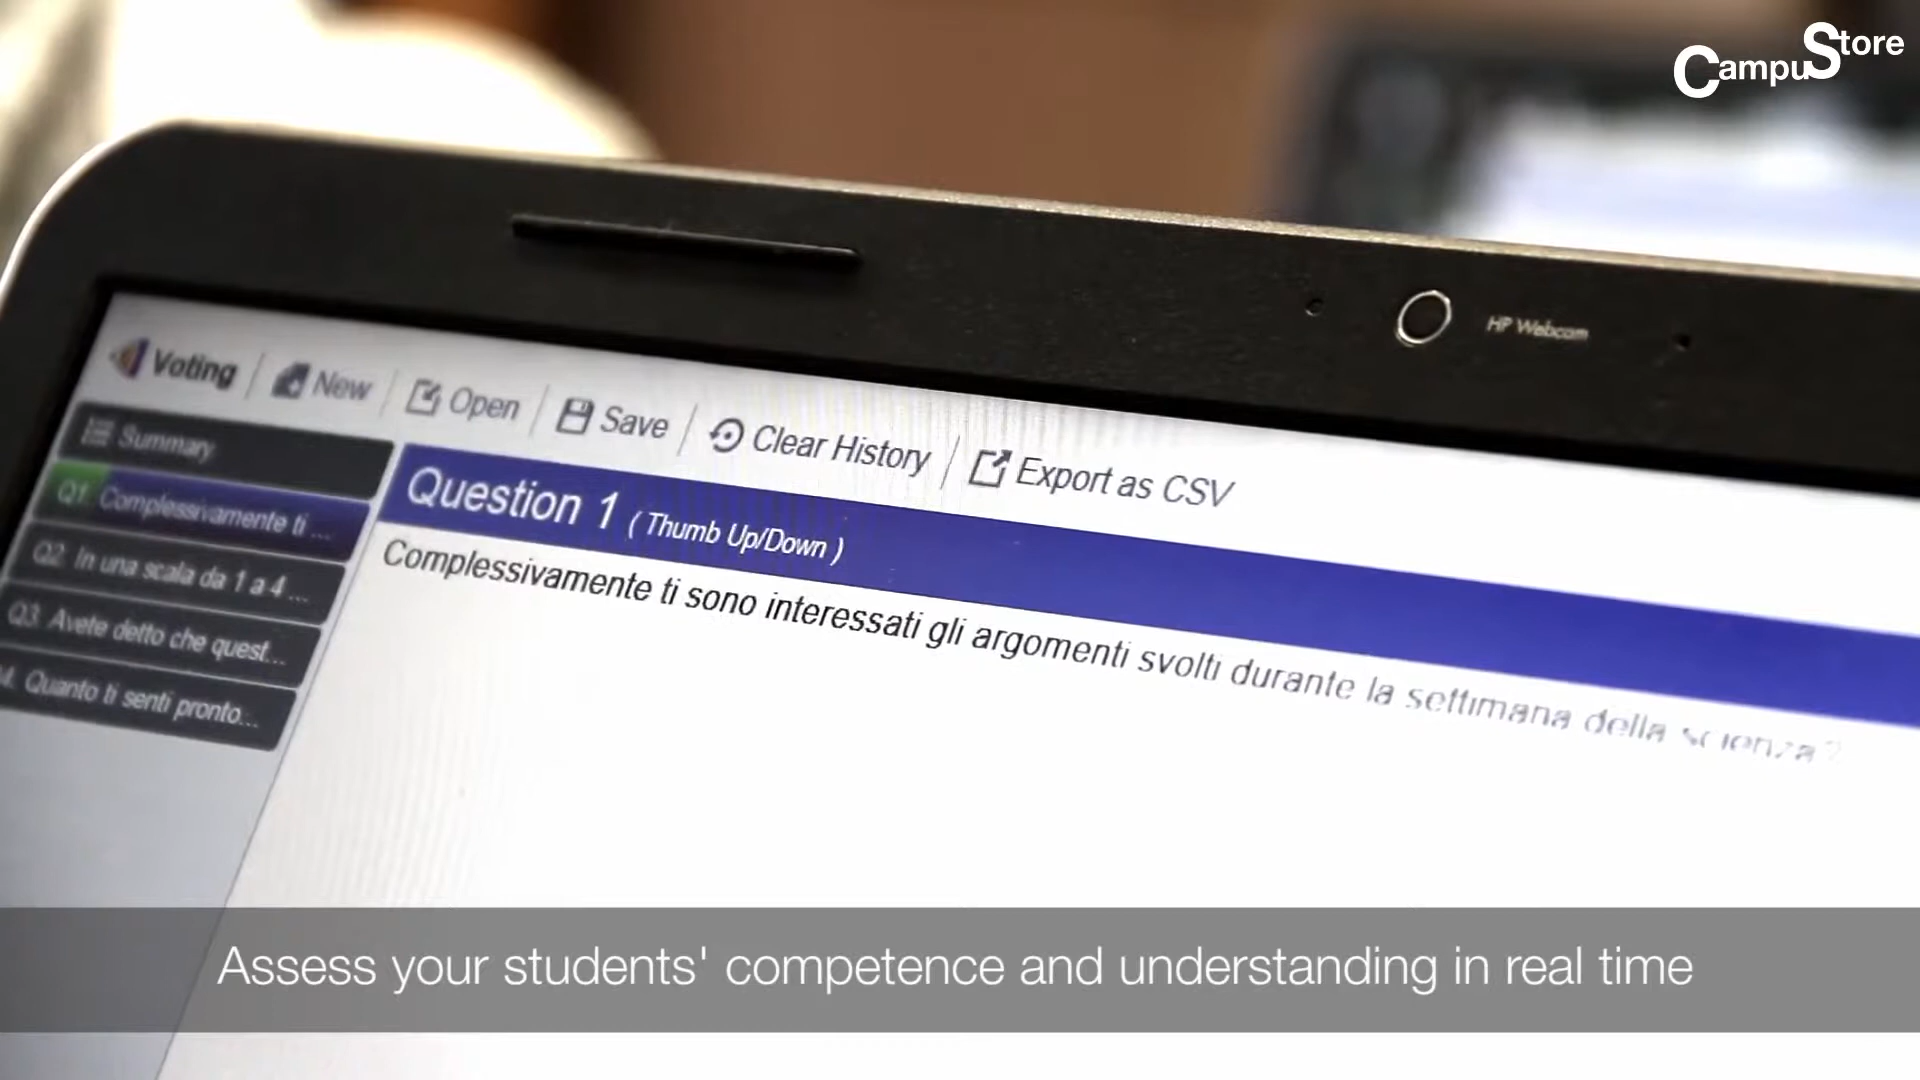 CampuStore
HP Webcam
Voting
New
Open
Save
Clear History
Export as CSV
Summary
Q1. Complessivamente ti ...
Q2. In una scala da 1 a 4 ...
Q3. Avete detto che quest...
4. Quanto ti senti pronto...
Question 1 ( Thumb Up/Down )
Complessivamente ti sono interessati gli argomenti svolti durante la settimana della scienza?
Assess your students' competence and understanding in real time